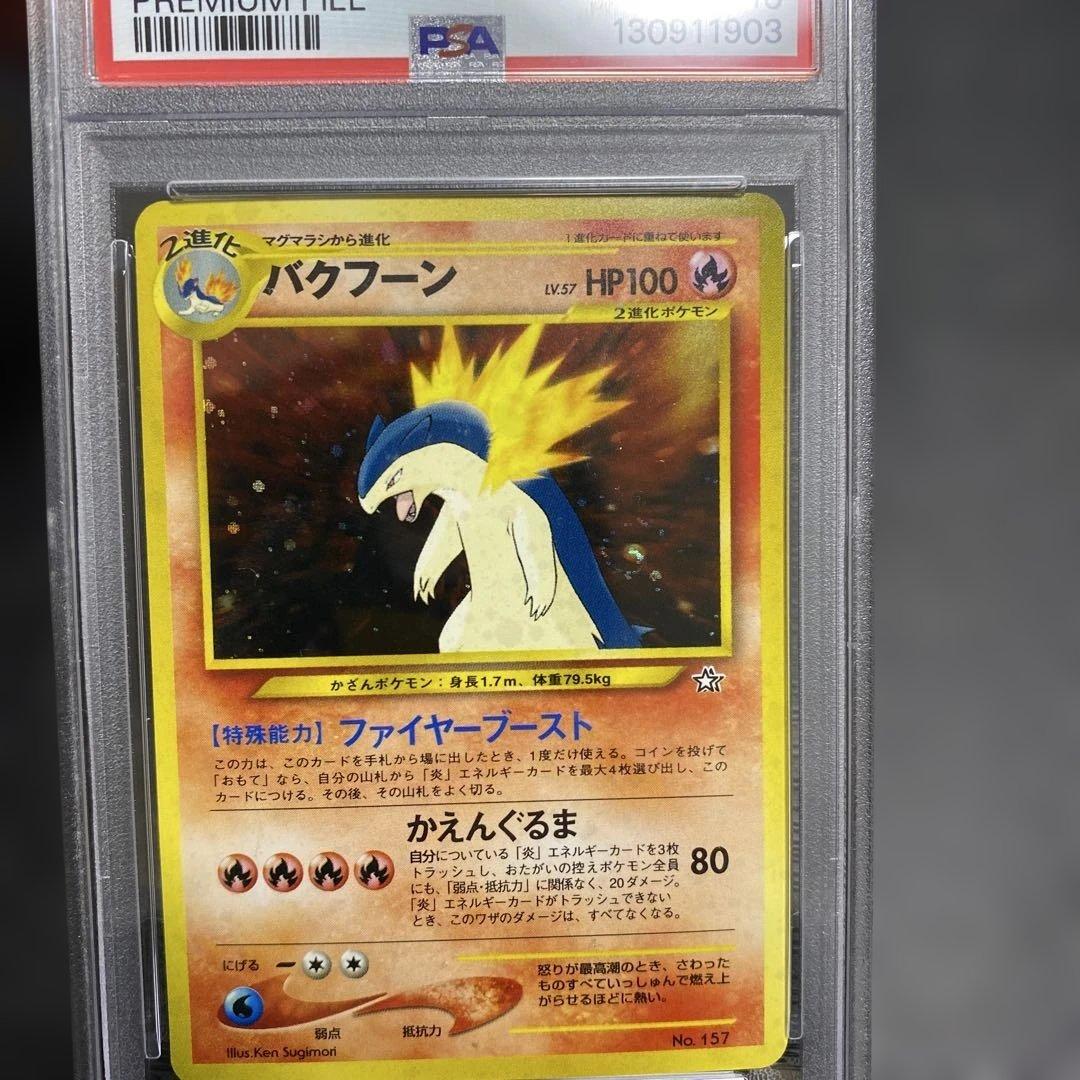 PREMIUM FILE
10
PSA
130911903
2進化
マグマラシから進化
1進化カードに重ねて使います
バクフーン
LV.57 HP100
2進化ポケモン
かざんポケモン：身長1.7m、体重79.5kg
【特殊能力】ファイヤーブースト
この力は、このカードを手札から場に出したとき、1度だけ使える。コインを投げて
「おもて」なら、自分の山札から「炎」エネルギーカードを最大4枚選び出し、この
カードにつける。その後、その山札をよく切る。
かえんぐるま
自分についている「炎」エネルギーカードを3枚
トラッシュし、おたがいの控えポケモン全員
にも、「弱点・抵抗力」に関係なく、20ダメージ。
「炎」エネルギーカードがトラッシュできない
とき、このワザのダメージは、すべてなくなる。
80
にげる
怒りが最高潮のとき、さわった
ものすべていっしゅんで燃え上
がらせるほどに熱い。
弱点
抵抗力
Illus.Ken Sugimori
No. 157